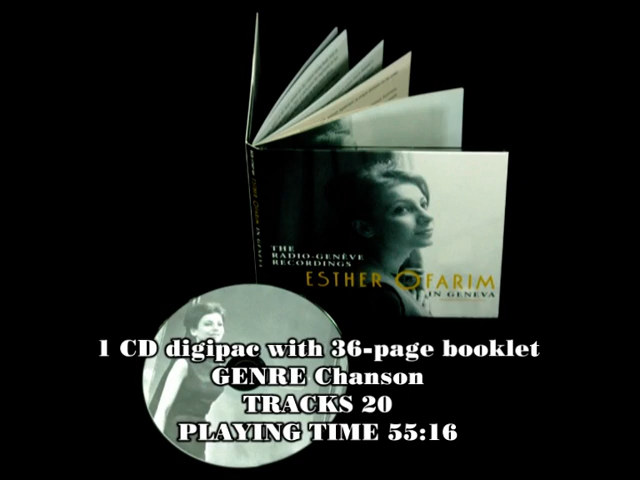 THE
RADIO-GENÈVE
RECORDINGS
ESTHER OFARIM
IN GENEVA
1 CD digipac with 36-page booklet
GENRE Chanson
TRACKS 20
PLAYING TIME 55:16